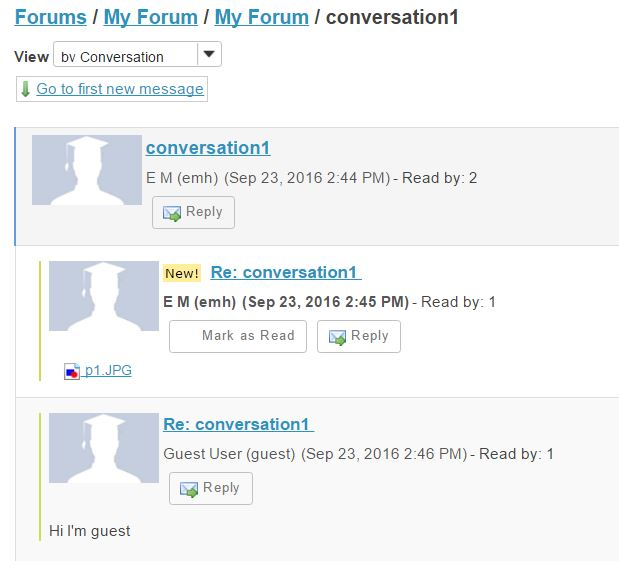 Forums / My Forum / My Forum / conversation1
View by Conversation
Go to first new message
conversation1
E M (emh) (Sep 23, 2016 2:44 PM) - Read by: 2
Reply
New! Re: conversation1
E M (emh) (Sep 23, 2016 2:45 PM) - Read by: 1
Mark as Read Reply
p1.JPG
Re: conversation1
Guest User (guest) (Sep 23, 2016 2:46 PM) - Read by: 1
Reply
Hi I'm guest